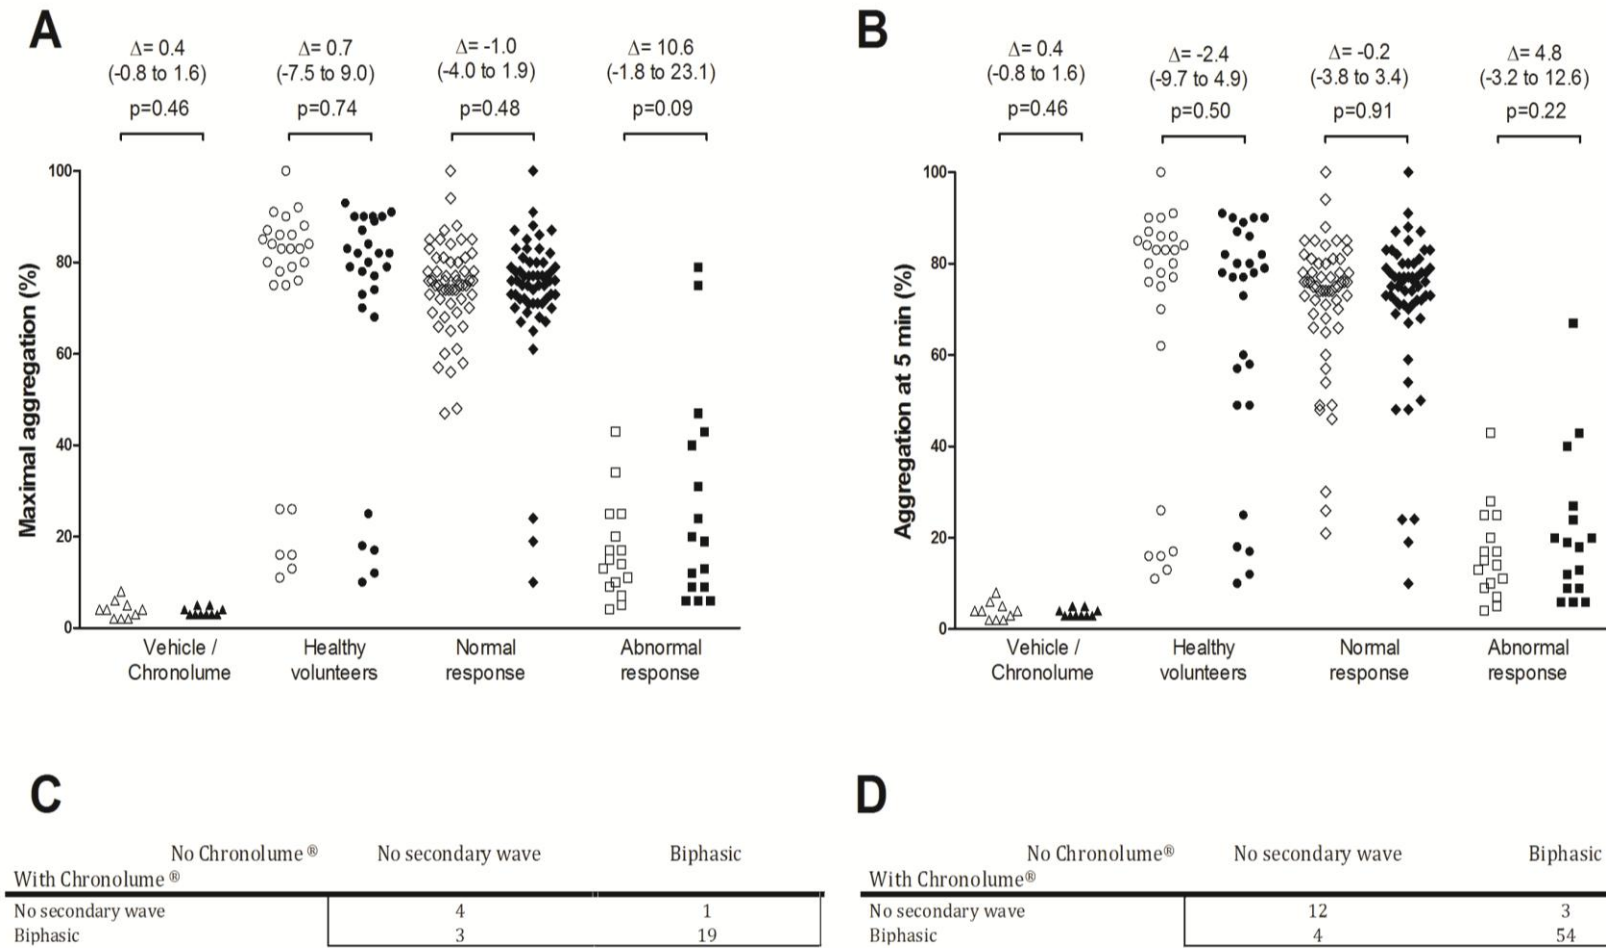 A
Δ= 0.4
(-0.8 to 1.6)
p=0.46
Δ= 0.7
(-7.5 to 9.0)
p=0.74
Δ= -1.0
(-4.0 to 1.9)
p=0.48
Δ= 10.6
(-1.8 to 23.1)
p=0.09
Maximal aggregation (%)
100
80
60
40
20
0
Vehicle /
Chronolume
Healthy
volunteers
Normal
response
Abnormal
response
B
Δ= 0.4
(-0.8 to 1.6)
p=0.46
Δ= -2.4
(-9.7 to 4.9)
p=0.50
Δ= -0.2
(-3.8 to 3.4)
p=0.91
Δ= 4.8
(-3.2 to 12.6)
p=0.22
Aggregation at 5 min (%)
100
80
60
40
20
0
Vehicle /
Chronolume
Healthy
volunteers
Normal
response
Abnormal
response
C
No Chronolume ® No secondary wave Biphasic
With Chronolume ®
No secondary wave 4 1
Biphasic 3 19
D
No Chronolume® No secondary wave Biphasic
With Chronolume®
No secondary wave 12 3
Biphasic 4 54